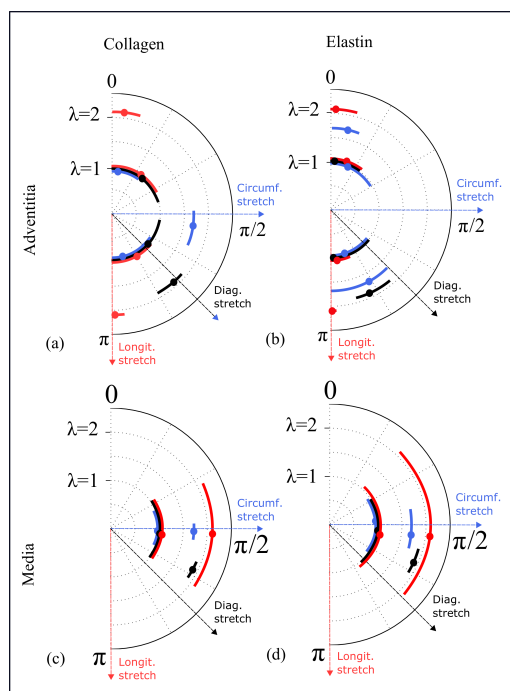 Collagen
Elastin
Adventitia
0
λ=2
λ=1
Circumf.
stretch
π/2
Diag.
stretch
(a)
π
Longit.
stretch
0
λ=2
λ=1
Circumf.
stretch
π/2
Diag.
stretch
(b)
π
Longit.
stretch
Media
0
λ=2
λ=1
Circumf.
stretch
π/2
Diag.
stretch
(c)
π
Longit.
stretch
0
λ=2
λ=1
Circumf.
stretch
π/2
Diag.
stretch
(d)
π
Longit.
stretch